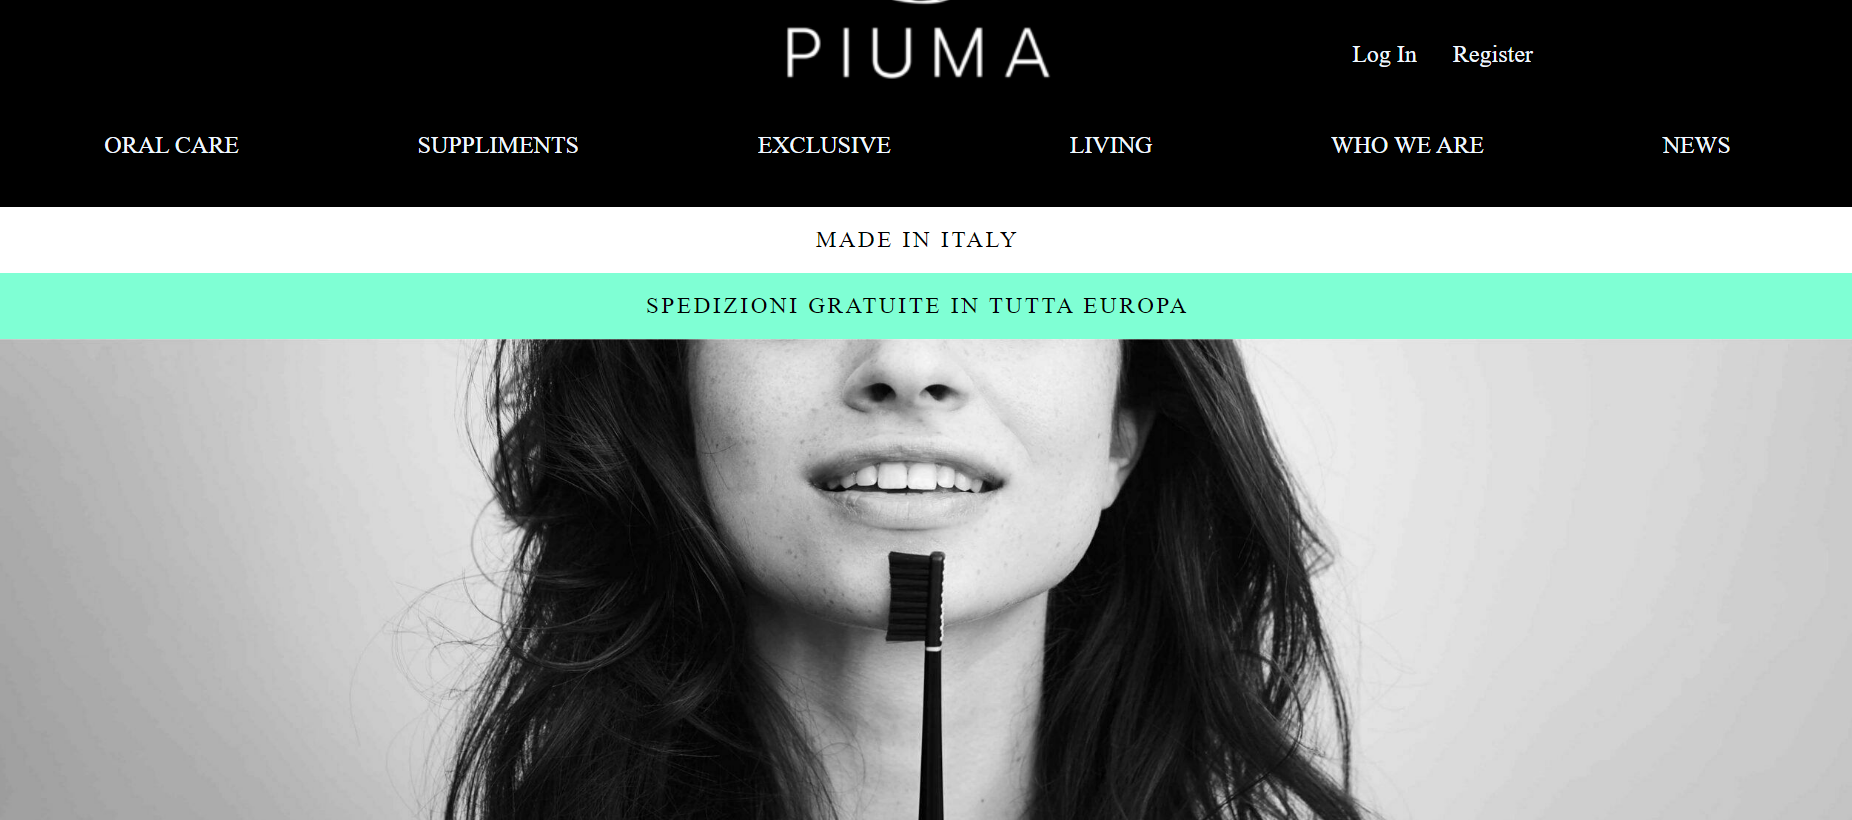 PIUMA
Log In Register
ORAL CARE SUPPLIMENTS EXCLUSIVE LIVING WHO WE ARE NEWS
MADE IN ITALY
SPEDIZIONI GRATUITE IN TUTTA EUROPA